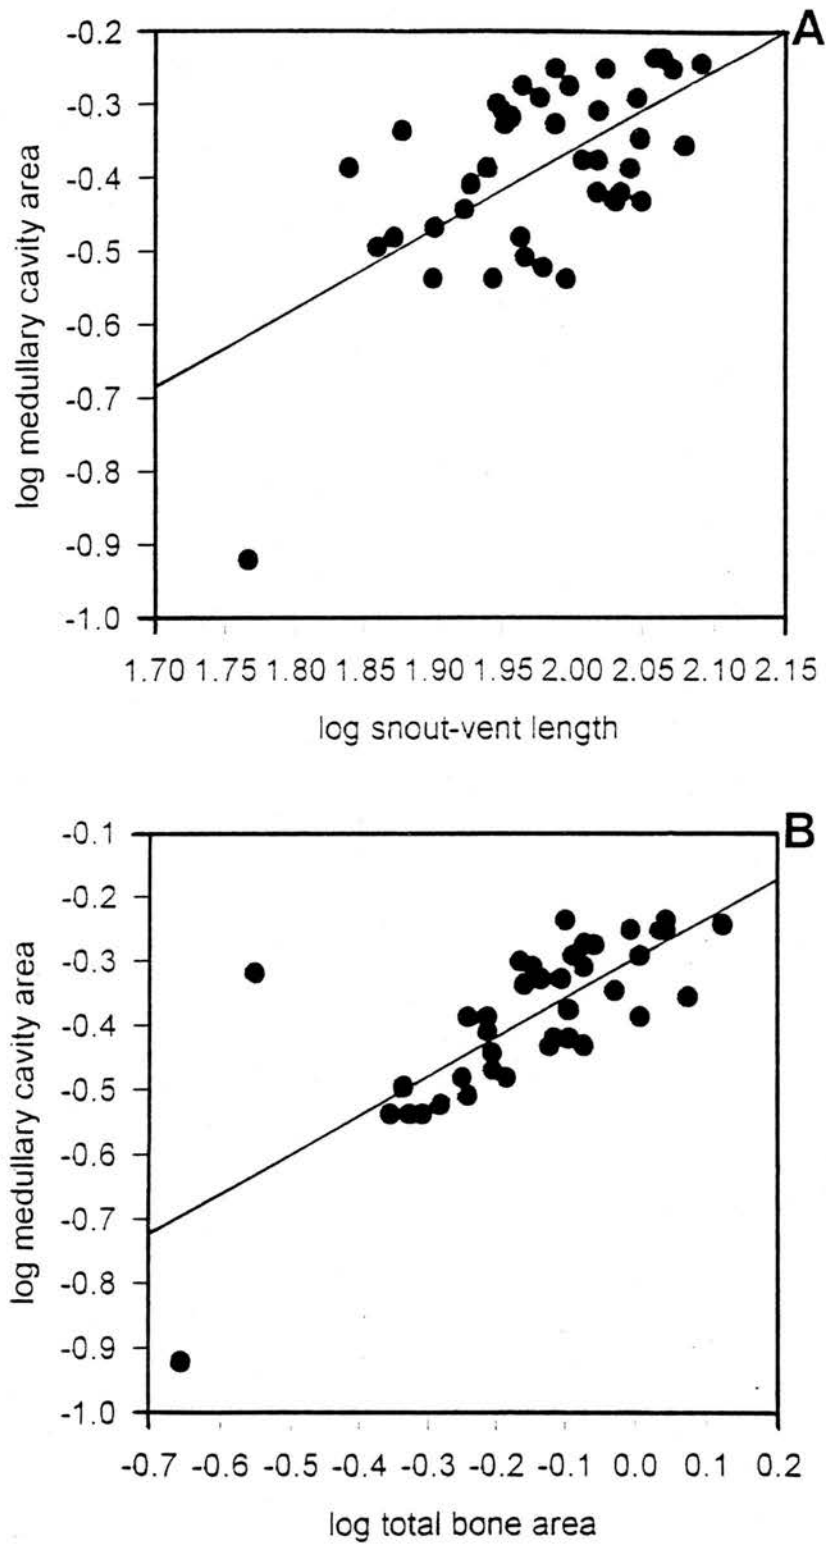 A
-0.2
-0.3
-0.4
-0.5
-0.6
-0.7
-0.8
-0.9
-1.0
log medullary cavity area
1.70 1.75 1.80 1.85 1.90 1.95 2.00 2.05 2.10 2.15
log snout-vent length
B
-0.1
-0.2
-0.3
-0.4
-0.5
-0.6
-0.7
-0.8
-0.9
-1.0
log medullary cavity area
-0.7 -0.6 -0.5 -0.4 -0.3 -0.2 -0.1 0.0 0.1 0.2
log total bone area